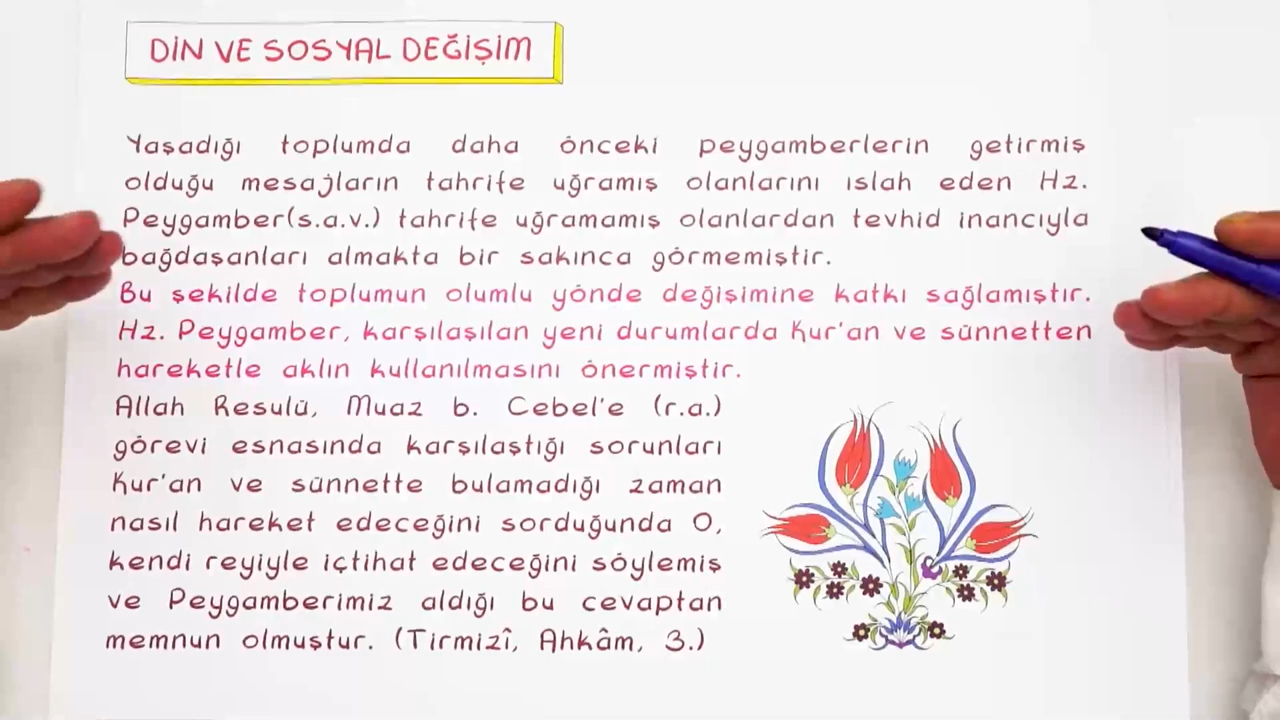 DİN VE SOSYAL DEĞİŞİM
Yaşadığı toplumda daha önceki peygamberlerin getirmiş
olduğu mesajların tahrife uğramış olanlarını ıslah eden Hz.
Peygamber(s.a.v.) tahrife uğramamış olanlardan tevhid inancıyla
bağdaşanları almakta bir sakınca görmemiştir.
Bu şekilde toplumun olumlu yönde değişimine katkı sağlamıştır.
Hz. Peygamber, karşılaşılan yeni durumlarda Kur'an ve sünnetten
hareketle aklın kullanılmasını önermiştir.
Allah Resulü, Muaz b. Cebel'e (r.a.)
görevi esnasında karşılaştığı sorunları
Kur'an ve sünnette bulamadığı zaman
nasıl hareket edeceğini sorduğunda O,
kendi reyiyle içtihat edeceğini söylemiş
ve Peygamberimiz aldığı bu cevaptan
memnun olmuştur. (Tirmizî, Ahkâm, 3.)